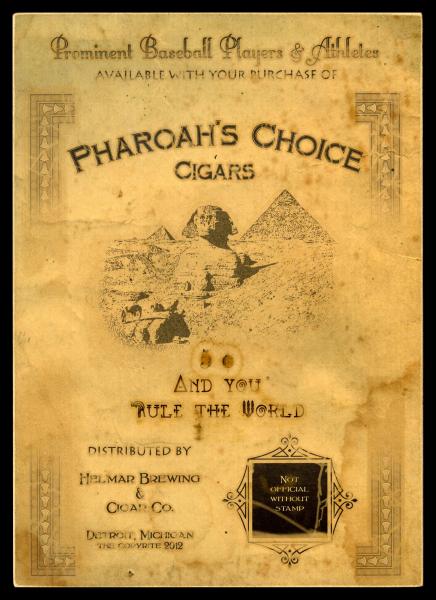 Prominent Baseball Players & Athletes
AVAILABLE WITH YOUR PURCHASE OF
PHAROAH'S CHOICE
CIGARS
AND YOU
RULE THE WORLD
DISTRIBUTED BY
HELMAR BREWING
&
CIGAR CO.
DETROIT, MICHIGAN
THE COPYRITE 2012
NOT
OFFICIAL
WITHOUT
STAMP